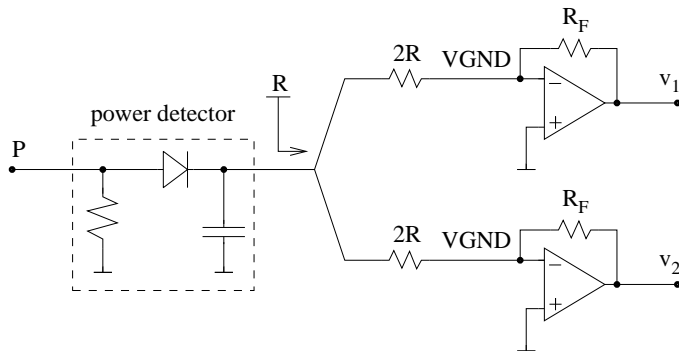 R_F
2R
VGND
R
−
v_1
power detector
+
P
R_F
2R
VGND
−
v_2
+